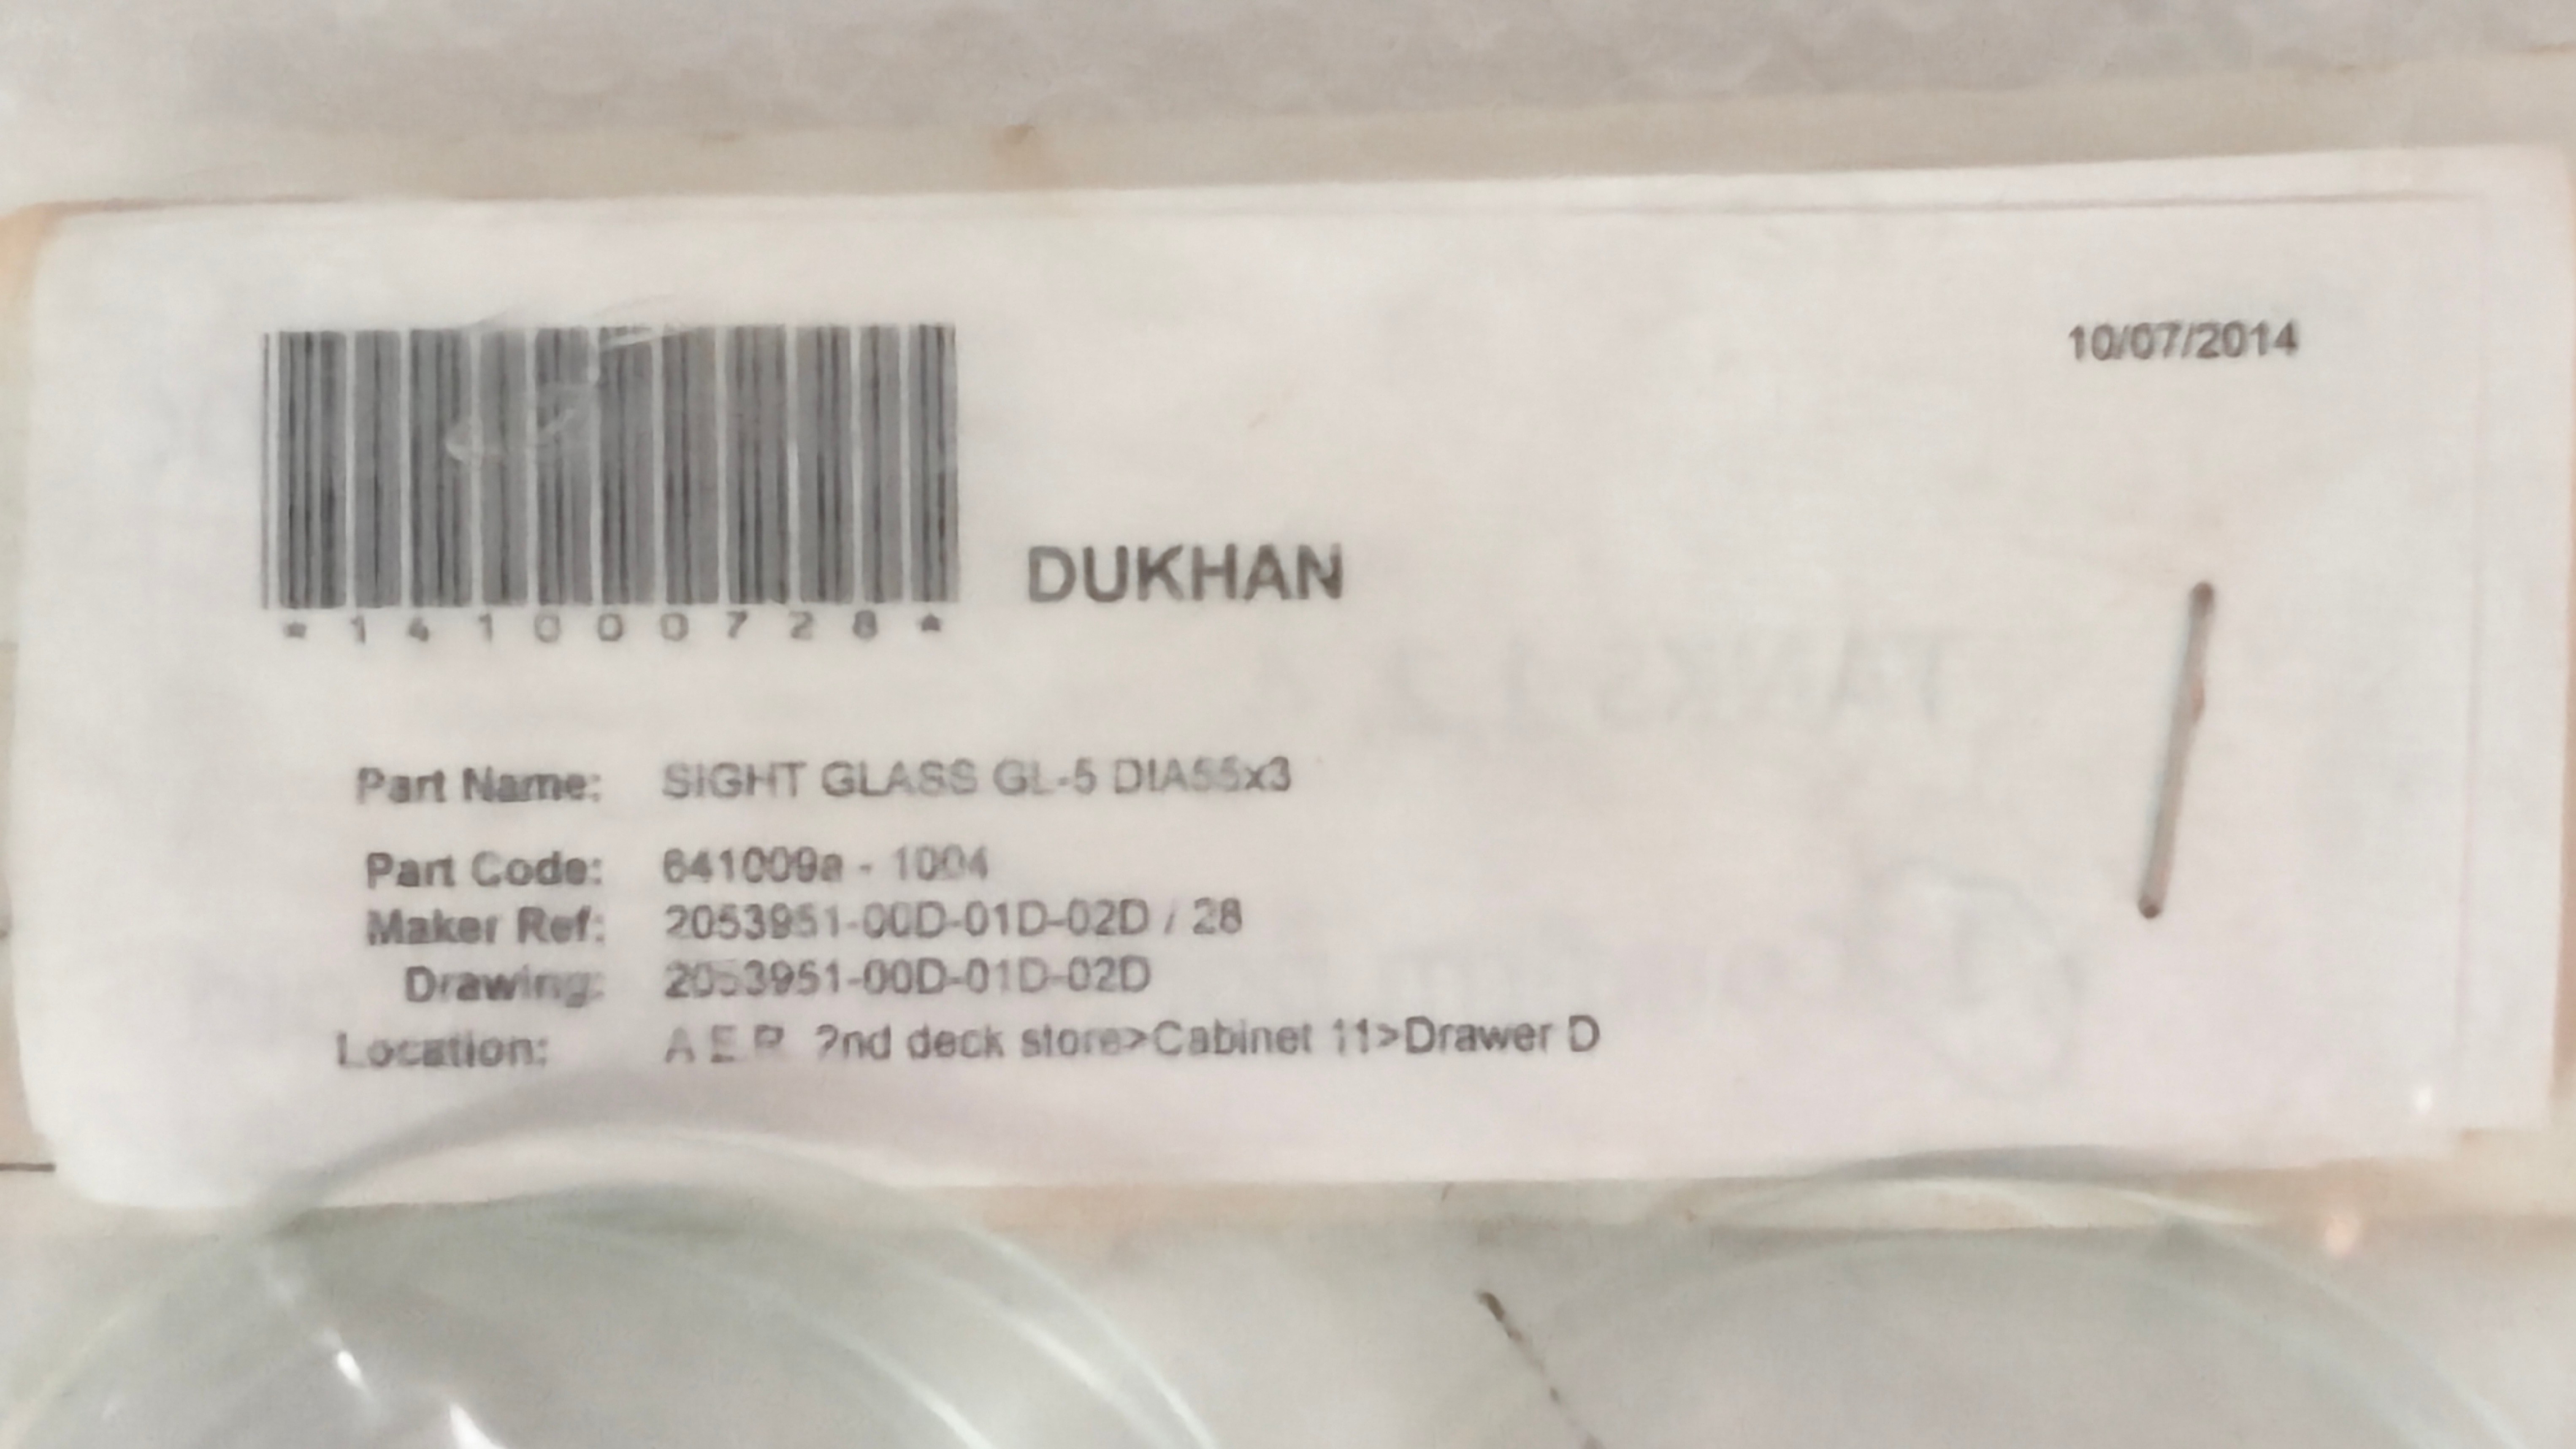 10/07/2014
*141000728*
DUKHAN
Part Name: SIGHT GLASS GL-5 DIA55x3
Part Code: 641009a - 1004
Maker Ref: 2053951-00D-01D-02D / 28
Drawing: 2053951-00D-01D-02D
Location: A E R 2nd deck store>Cabinet 11>Drawer D